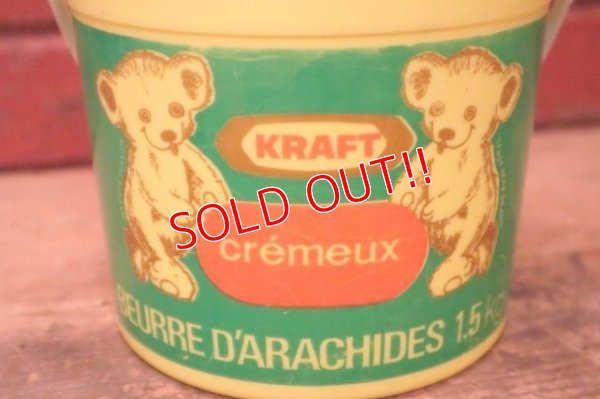 KRAFT
SOLD OUT!!
crémeux
BEURRE D'ARACHIDES 1.5